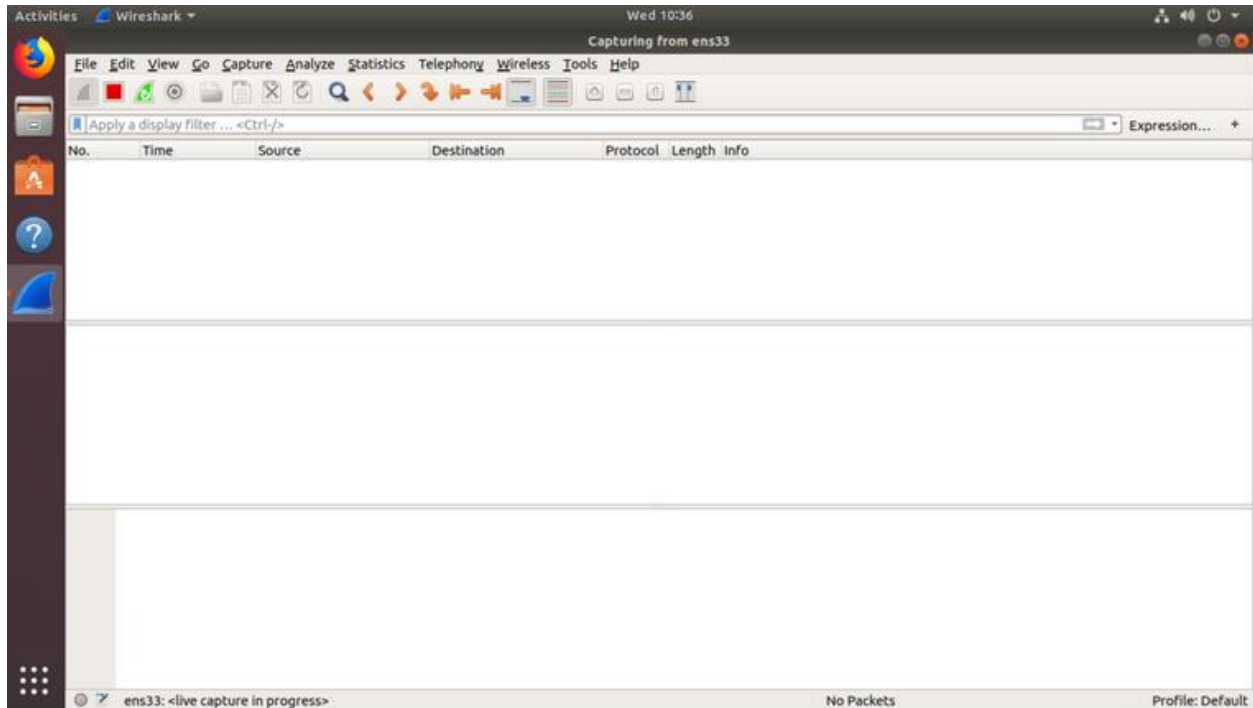 Activities Wireshark Wed 10:36
Capturing from ens33
File Edit View Go Capture Analyze Statistics Telephony Wireless Tools Help
Apply a display filter ... <Ctrl-/> Expression... +
No. Time Source Destination Protocol Length Info
ens33: <live capture in progress> No Packets Profile: Default